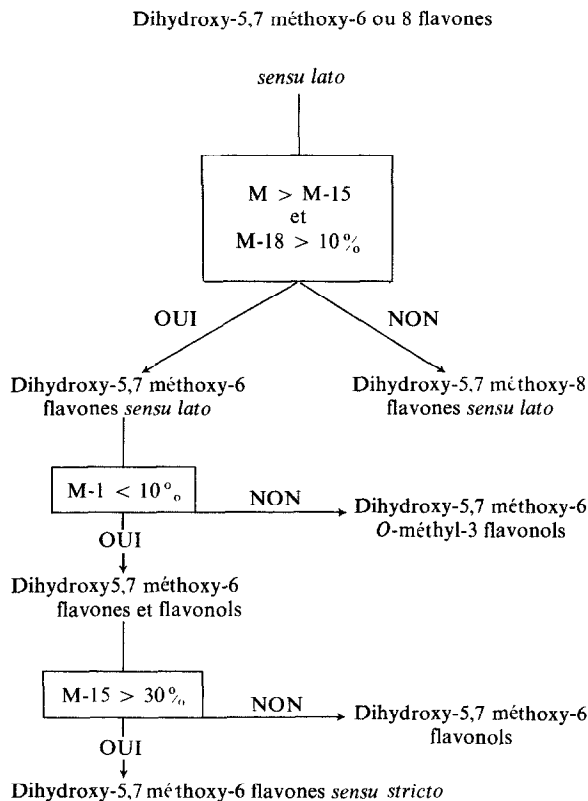 Dihydroxy-5,7 méthoxy-6 ou 8 flavones
sensu lato
M > M-15
et
M-18 > 10%
OUI
NON
Dihydroxy-5,7 méthoxy-6
flavones sensu lato
Dihydroxy-5,7 méthoxy-8
flavones sensu lato
M-1 < 10%
NON
Dihydroxy-5,7 méthoxy-6
O-méthyl-3 flavonols
OUI
Dihydroxy5,7 méthoxy-6
flavones et flavonols
M-15 > 30%
NON
Dihydroxy-5,7 méthoxy-6
flavonols
OUI
Dihydroxy-5,7 méthoxy-6 flavones sensu stricto